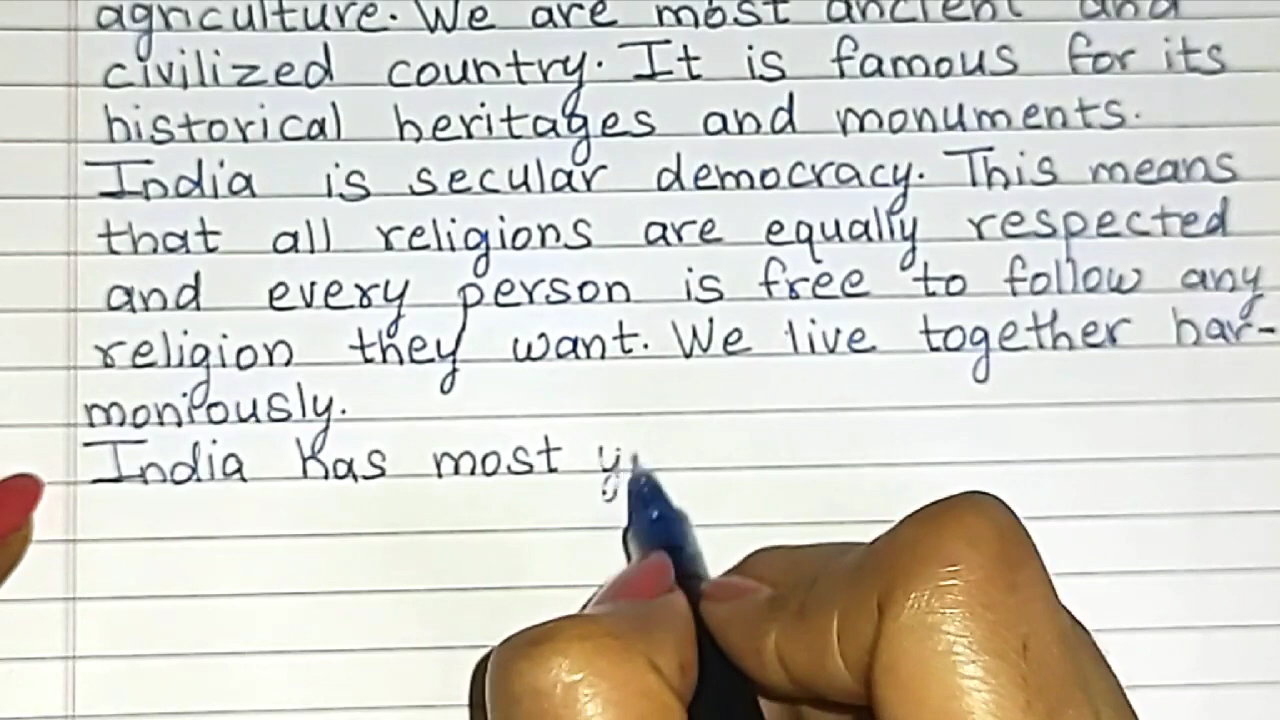 agriculture. We are most ancient and
civilized country. It is famous for its
historical heritages and monuments.
India is secular democracy. This means
that all religions are equally respected
and every person is free to follow any
religion they want. We live together har-
moniously.
India has most y